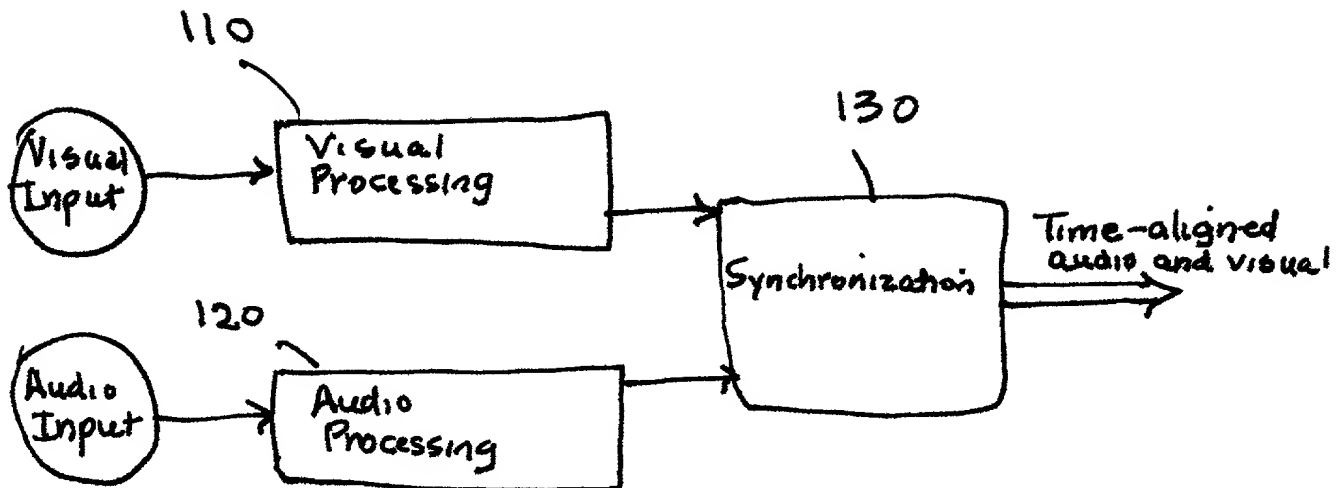 110
Visual
Input
Visual
Processing
130
Synchronization
Time-aligned
audio and visual
120
Audio
Input
Audio
Processing